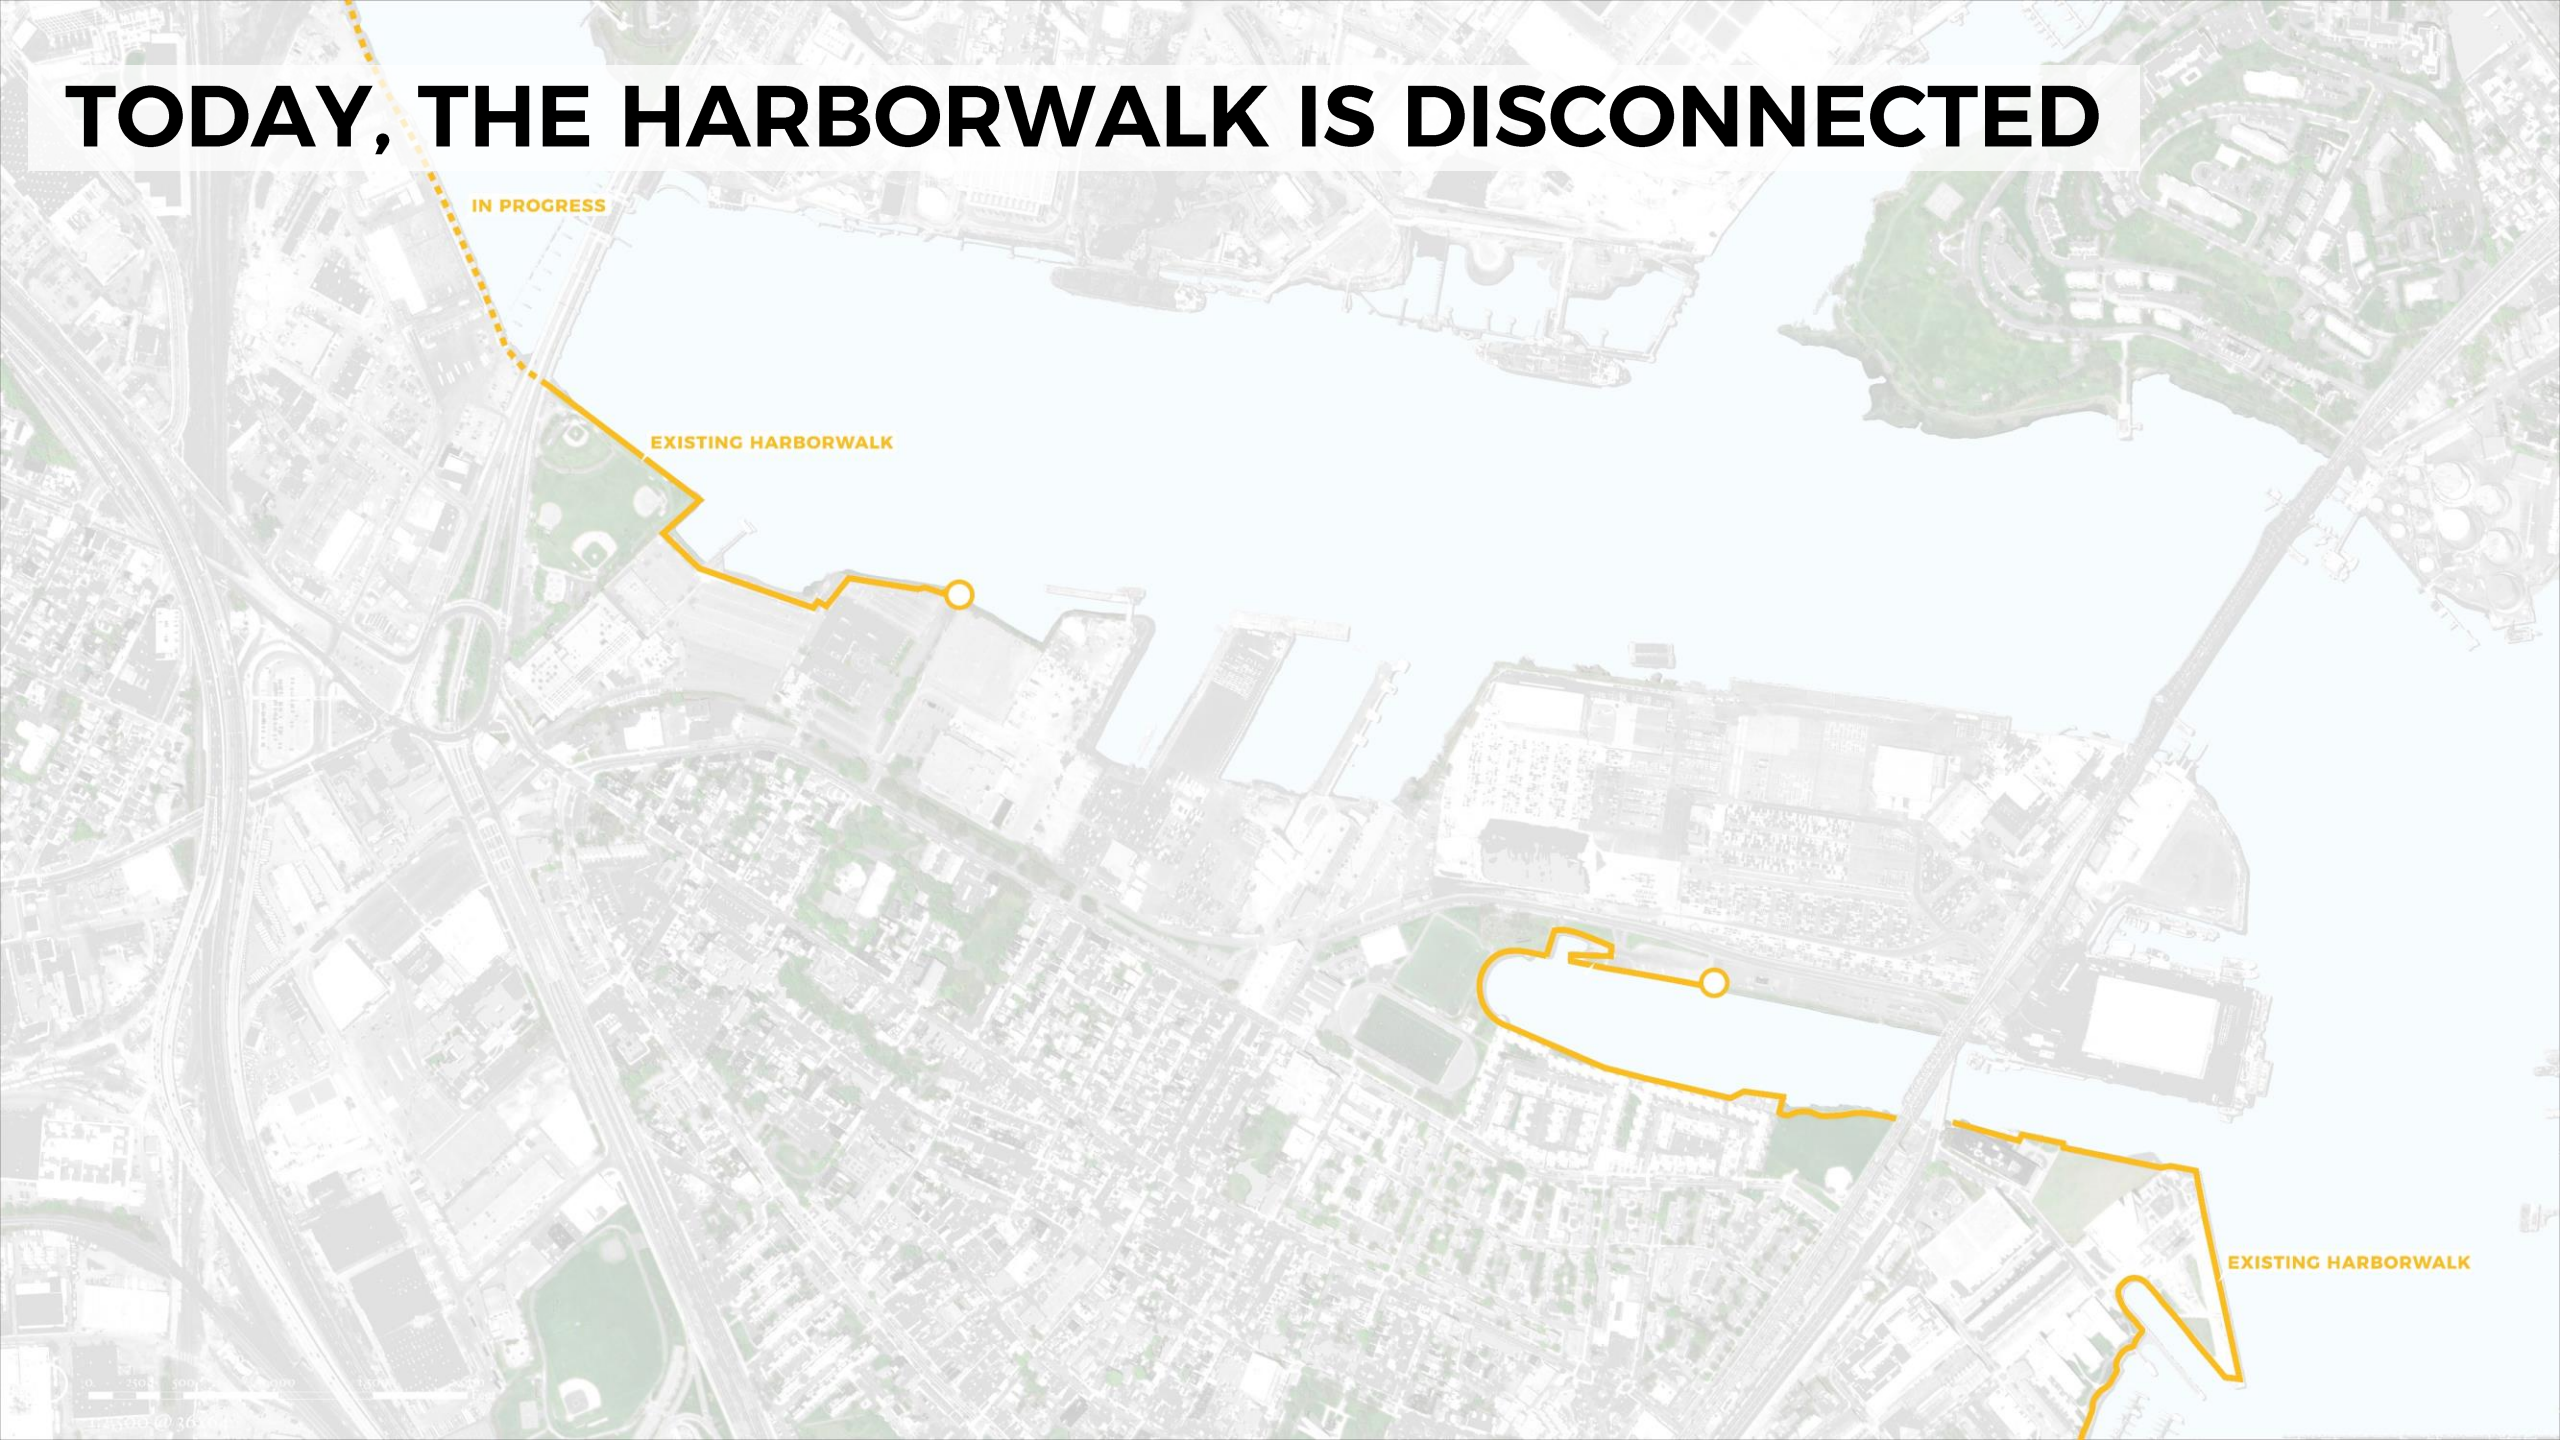 TODAY, THE HARBORWALK IS DISCONNECTED
IN PROGRESS
EXISTING HARBORWALK
EXISTING HARBORWALK